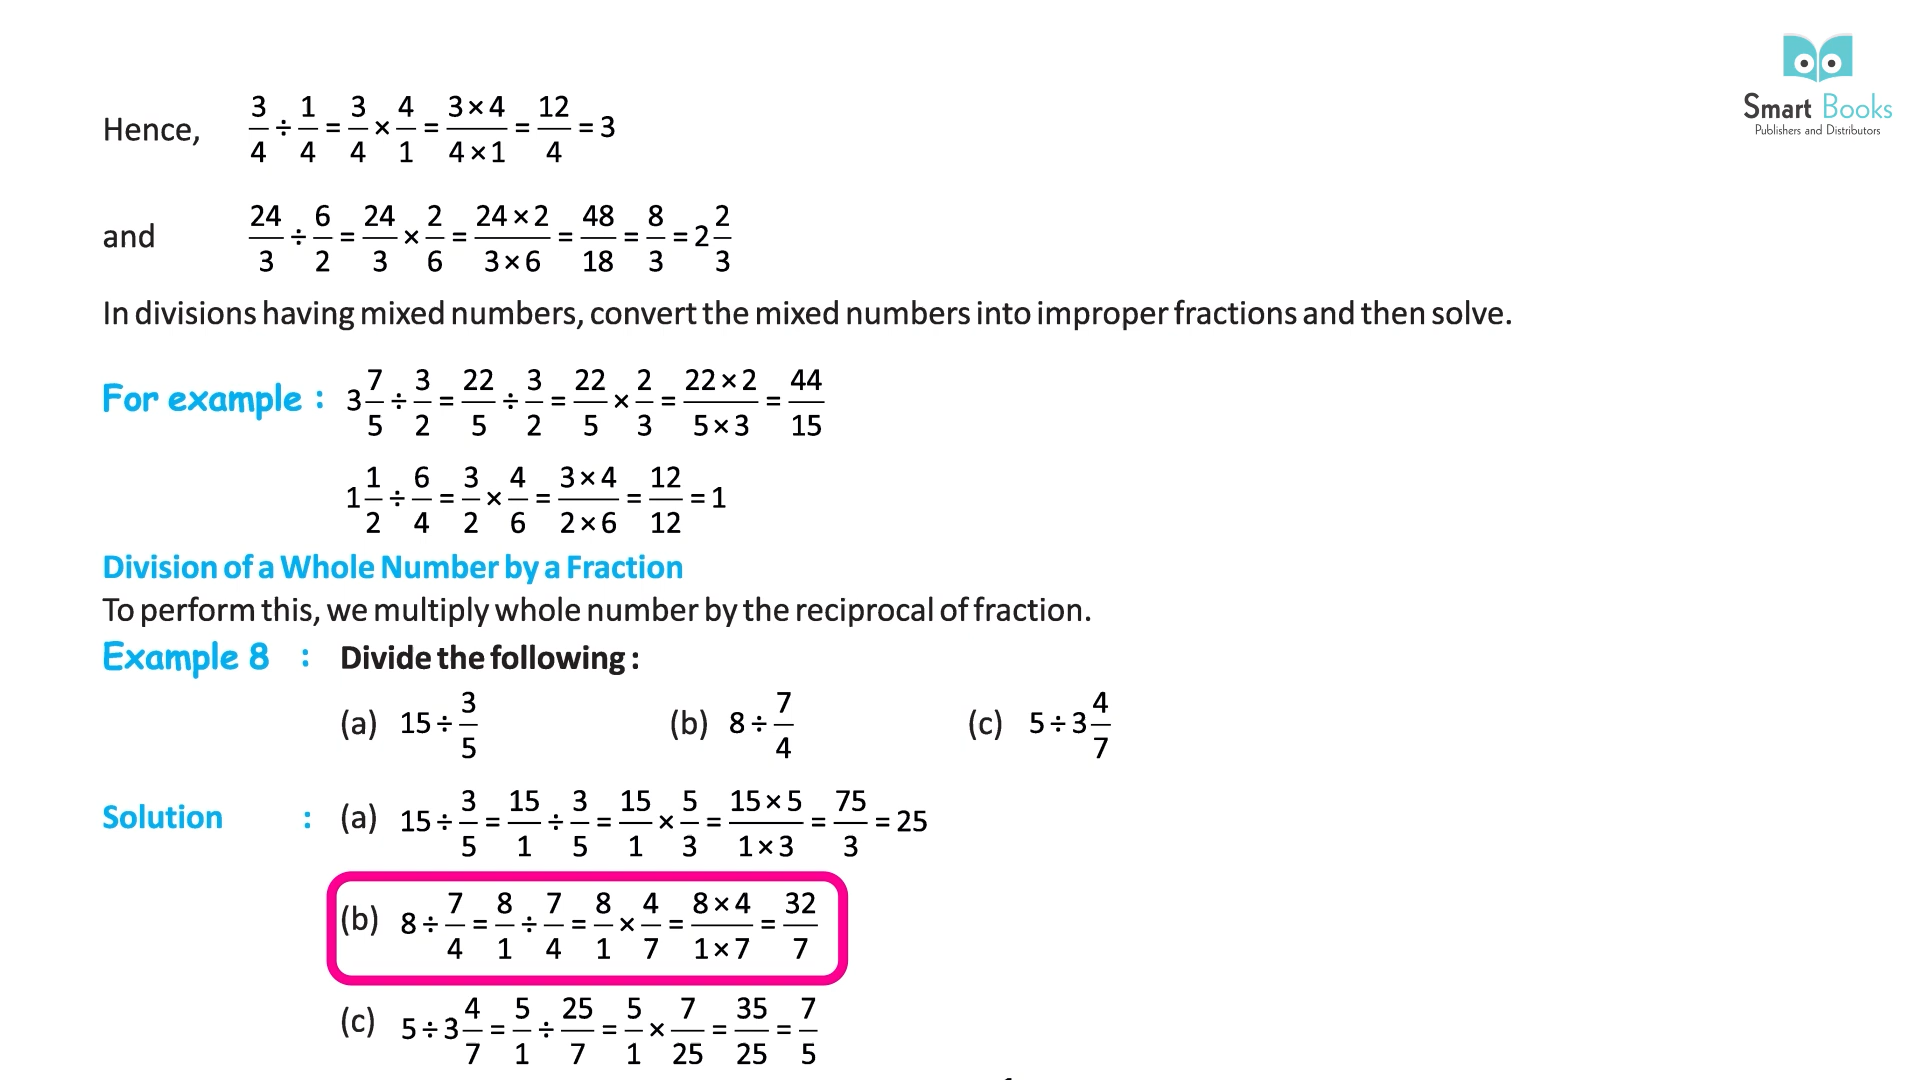 Smart Books
Publishers and Distributors
Hence, 3/4 ÷ 1/4 = 3/4 × 4/1 = 3×4/4×1 = 12/4 = 3
and 24/3 ÷ 6/2 = 24/3 × 2/6 = 24×2/3×6 = 48/18 = 8/3 = 2 2/3
In divisions having mixed numbers, convert the mixed numbers into improper fractions and then solve.
For example : 3 7/5 ÷ 3/2 = 22/5 ÷ 3/2 = 22/5 × 2/3 = 22×2/5×3 = 44/15
1 1/2 ÷ 6/4 = 3/2 × 4/6 = 3×4/2×6 = 12/12 = 1
Division of a Whole Number by a Fraction
To perform this, we multiply whole number by the reciprocal of fraction.
Example 8 : Divide the following :
(a) 15 ÷ 3/5 (b) 8 ÷ 7/4 (c) 5 ÷ 3 4/7
Solution : (a) 15 ÷ 3/5 = 15/1 ÷ 3/5 = 15/1 × 5/3 = 15×5/1×3 = 75/3 = 25
(b) 8 ÷ 7/4 = 8/1 ÷ 7/4 = 8/1 × 4/7 = 8×4/1×7 = 32/7
(c) 5 ÷ 3 4/7 = 5/1 ÷ 25/7 = 5/1 × 7/25 = 35/25 = 7/5